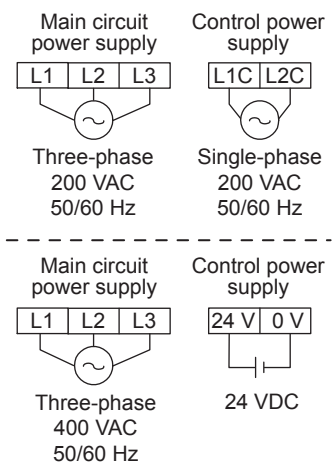 Main circuit
power supply
L1 L2 L3
Three-phase
200 VAC
50/60 Hz
Control power
supply
L1C L2C
Single-phase
200 VAC
50/60 Hz
Main circuit
power supply
L1 L2 L3
Three-phase
400 VAC
50/60 Hz
Control power
supply
24 V 0 V
24 VDC